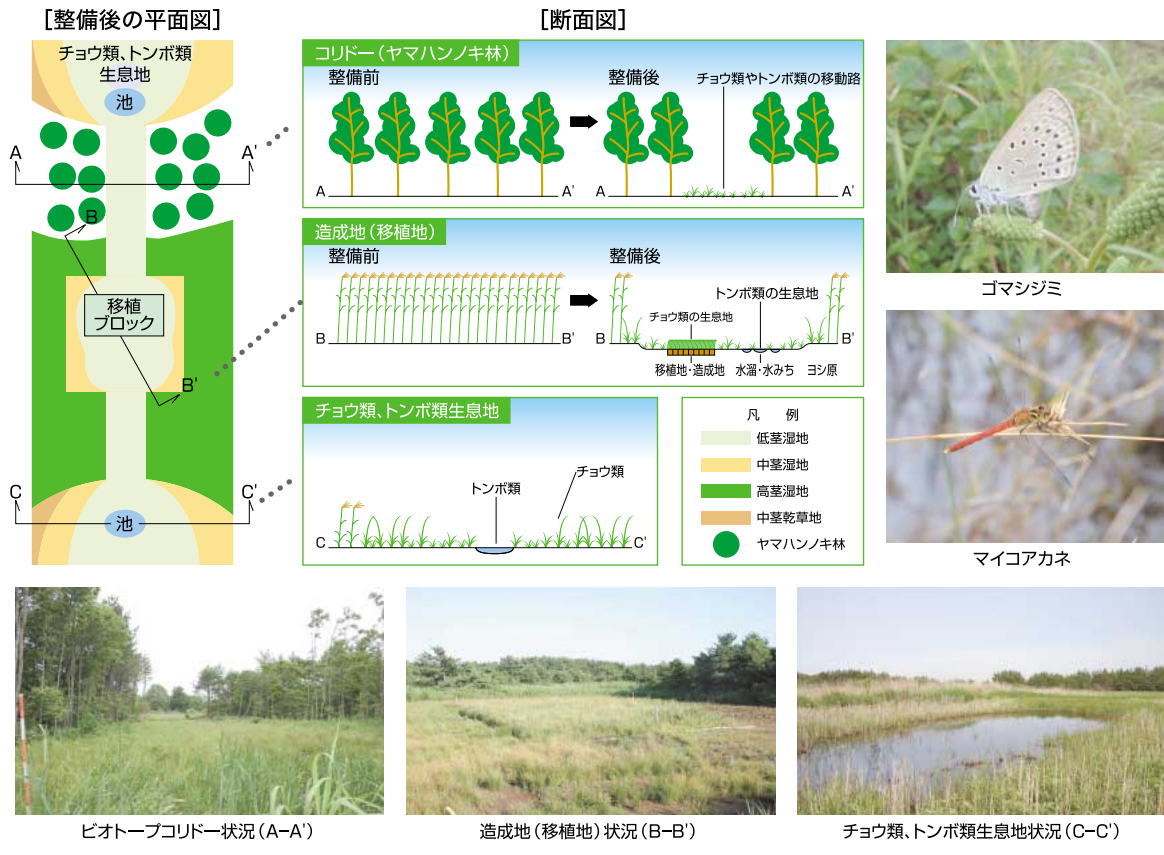 [整備後の平面図]
チョウ類、トンボ類
生息地
池
A
A'
B
移植
ブロック
B'
C
C'
池
[断面図]
コリドー（ヤマハンノキ林）
整備前
整備後
チョウ類やトンボ類の移動路
A
A'
A
A'
造成地（移植地）
整備前
整備後
トンボ類の生息地
チョウ類の生息地
B
B'
B
B'
移植地・造成地
水溜・水みち
ヨシ原
チョウ類、トンボ類生息地
トンボ類
チョウ類
C
C'
凡 例
低茎湿地
中茎湿地
高茎湿地
中茎乾草地
ヤマハンノキ林
ゴマシジミ
マイコアカネ
ビオトープコリドー状況（A−A'）
造成地（移植地）状況（B−B'）
チョウ類、トンボ類生息地状況（C−C'）